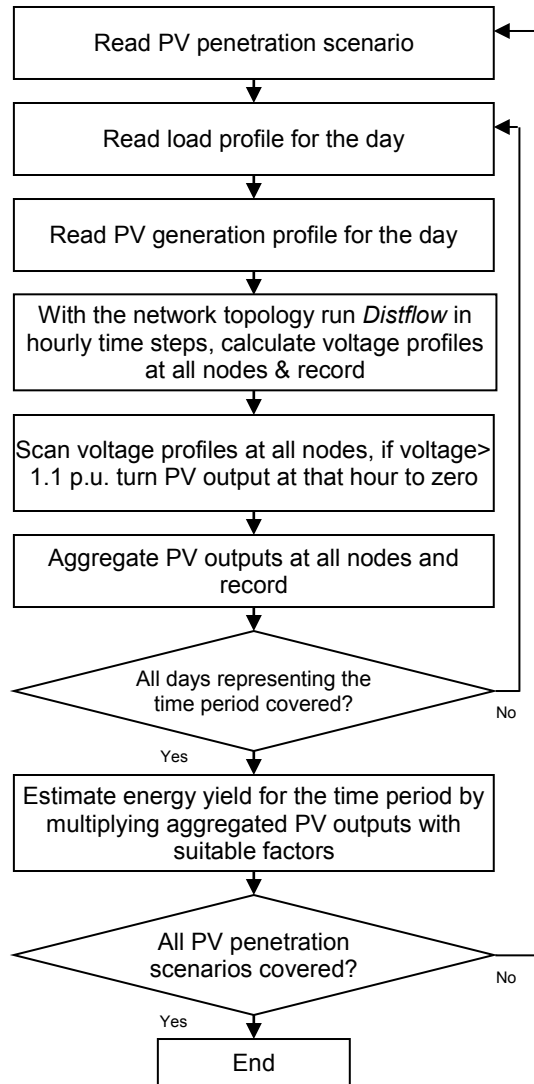 Read PV penetration scenario
Read load profile for the day
Read PV generation profile for the day
With the network topology run Distflow in
hourly time steps, calculate voltage profiles
at all nodes & record
Scan voltage profiles at all nodes, if voltage>
1.1 p.u. turn PV output at that hour to zero
Aggregate PV outputs at all nodes and
record
All days representing the
time period covered?
No
Yes
Estimate energy yield for the time period by
multiplying aggregated PV outputs with
suitable factors
All PV penetration
scenarios covered?
No
Yes
End